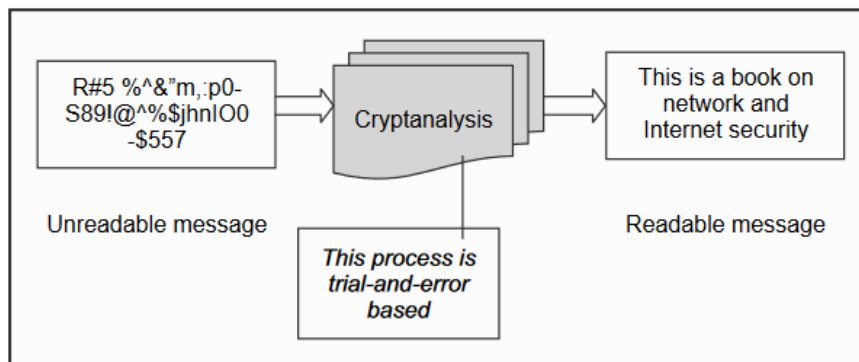 R#5 %^&”m,:p0-
S89!@^%$jhnIO0
-$557
Cryptanalysis
This is a book on
network and
Internet security
Unreadable message
Readable message
This process is
trial-and-error
based